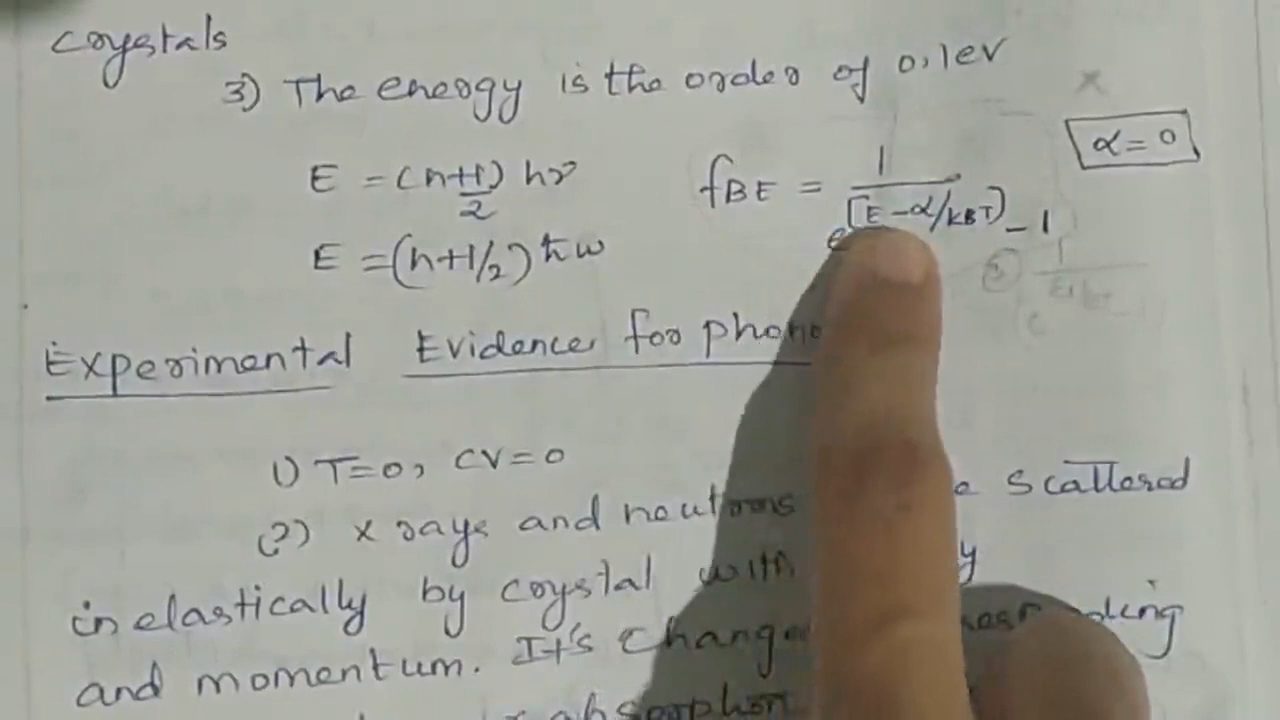 crystals
3) The energy is the order of 0.1ev
E = (n+1/2) hν
fBE = 1/e[E-α/KBT)-1
α=0
E = (n+1/2) ħω
Experimental Evidence for
1) T=0, CV=0
(2) x rays and neutrons scattered
inelastically by crystal with
and momentum. It's
absorption